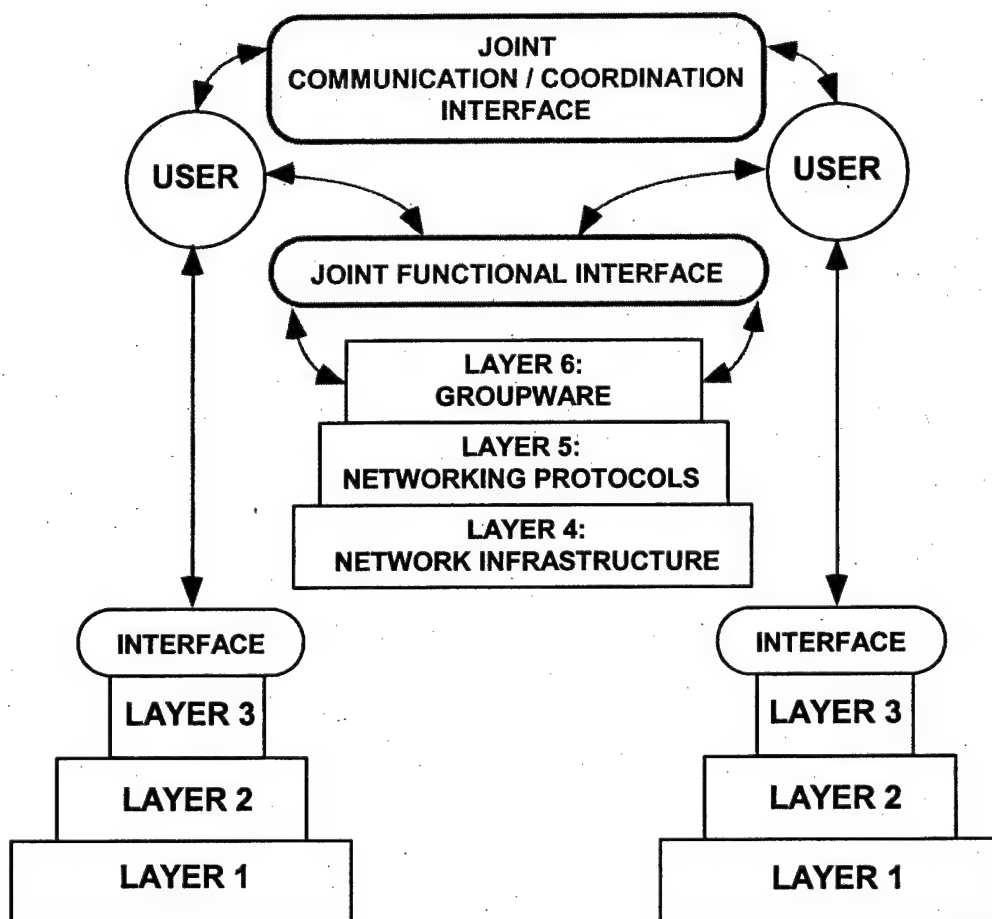 JOINT
COMMUNICATION / COORDINATION
INTERFACE
USER
USER
JOINT FUNCTIONAL INTERFACE
LAYER 6:
GROUPWARE
LAYER 5:
NETWORKING PROTOCOLS
LAYER 4:
NETWORK INFRASTRUCTURE
INTERFACE
LAYER 3
LAYER 2
LAYER 1
INTERFACE
LAYER 3
LAYER 2
LAYER 1